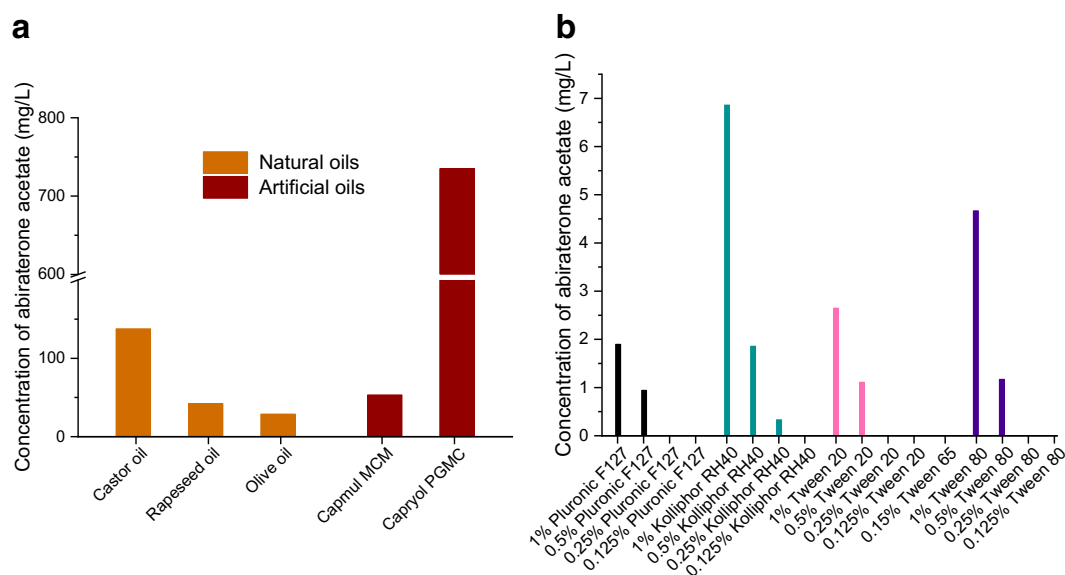 a
Concentration of abiraterone acetate (mg/L)
800
700
600
100
0
Natural oils
Artificial oils
Castor oil
Rapeseed oil
Olive oil
Capmul MCM
Capryol PGMC
b
Concentration of abiraterone acetate (mg/L)
7
6
5
4
3
2
1
0
1% Pluronic F127
0.5% Pluronic F127
0.25% Pluronic F127
0.125% Pluronic F127
1% Kolliphor RH40
0.5% Kolliphor RH40
0.25% Kolliphor RH40
0.125% Kolliphor RH40
1% Tween 20
0.5% Tween 20
0.25% Tween 20
0.125% Tween 20
0.15% Tween 65
1% Tween 80
0.5% Tween 80
0.25% Tween 80
0.125% Tween 80